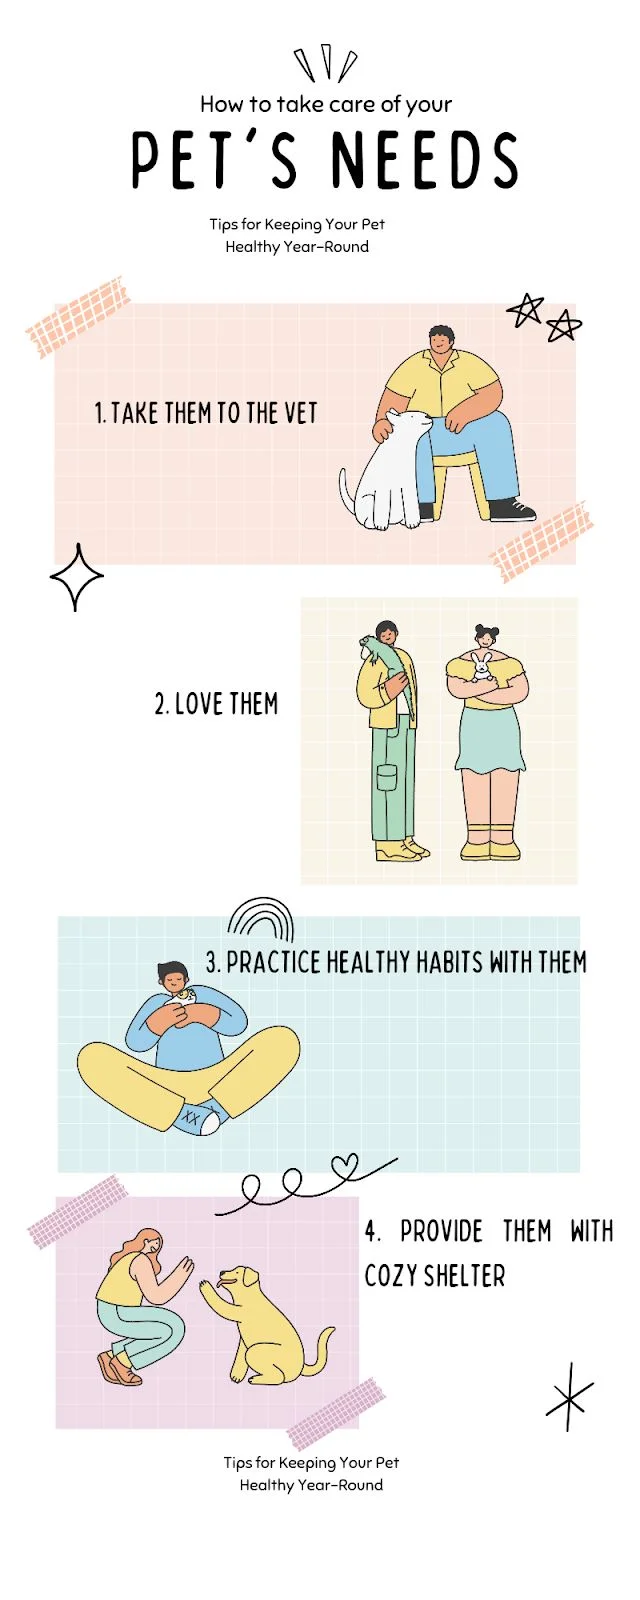 How to take care of your
PET'S NEEDS
Tips for Keeping Your Pet
Healthy Year-Round
1. TAKE THEM TO THE VET
2. LOVE THEM
3. PRACTICE HEALTHY HABITS WITH THEM
4. PROVIDE THEM WITH
COZY SHELTER
Tips for Keeping Your Pet
Healthy Year-Round